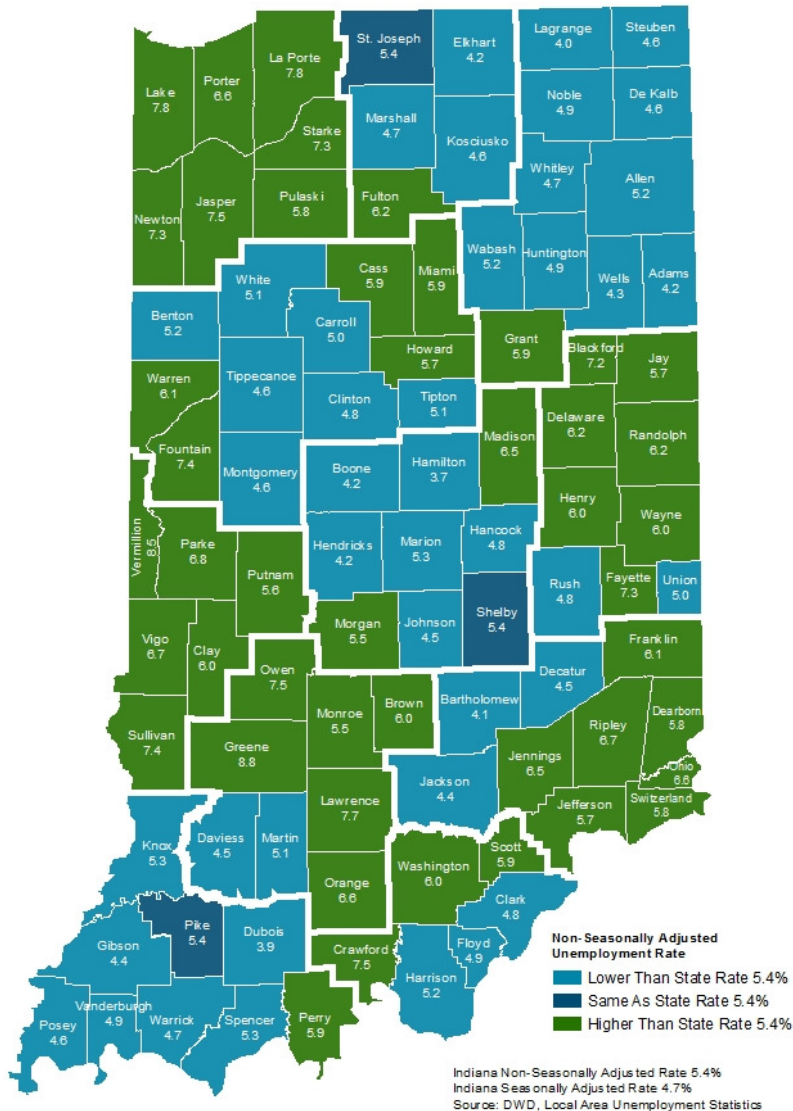 St. Joseph
5.4
Elkhart
4.2
Lagrange
4.0
Steuben
4.6
La Porte
7.8
Porter
6.6
Lake
7.8
Noble
4.9
De Kalb
4.6
Marshall
4.7
Kosciusko
4.6
Starke
7.3
Whitley
4.7
Allen
5.2
Newton
7.3
Jasper
7.5
Pulaski
5.8
Fulton
6.2
Wabash
5.2
Huntington
4.9
Wells
4.3
Adams
4.2
White
5.1
Cass
5.9
Miami
5.9
Benton
5.2
Carroll
5.0
Howard
5.7
Grant
5.9
Blackford
7.2
Jay
5.7
Warren
6.1
Tippecanoe
4.6
Clinton
4.8
Tipton
5.1
Madison
6.5
Delaware
6.2
Randolph
6.2
Fountain
7.4
Montgomery
4.6
Boone
4.2
Hamilton
3.7
Henry
6.0
Wayne
6.0
Vermillion
8.5
Parke
6.8
Putnam
5.6
Hendricks
4.2
Marion
5.3
Hancock
4.8
Rush
4.8
Fayette
7.3
Union
5.0
Shelby
5.4
Morgan
5.5
Johnson
4.5
Vigo
6.7
Clay
6.0
Owen
7.5
Franklin
6.1
Decatur
4.5
Sullivan
7.4
Greene
8.8
Monroe
5.5
Brown
6.0
Bartholomew
4.1
Ripley
6.7
Dearborn
5.8
Ohio
6.6
Jennings
6.5
Jackson
4.4
Lawrence
7.7
Jefferson
5.7
Switzerland
5.8
Knox
5.3
Daviess
4.5
Martin
5.1
Orange
6.6
Washington
6.0
Scott
5.9
Clark
4.8
Gibson
4.4
Pike
5.4
Dubois
3.9
Crawford
7.5
Harrison
5.2
Floyd
4.9
Posey
4.6
Vanderburgh
4.9
Warrick
4.7
Spencer
5.3
Perry
5.9
Non-Seasonally Adjusted
Unemployment Rate
Lower Than State Rate 5.4%
Same As State Rate 5.4%
Higher Than State Rate 5.4%
Indiana Non-Seasonally Adjusted Rate 5.4%
Indiana Seasonally Adjusted Rate 4.7%
Source: DWD, Local Area Unemployment Statistics